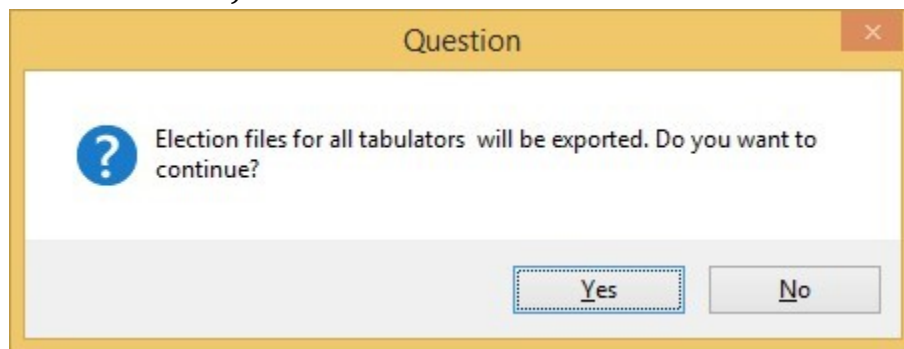 Question
Election files for all tabulators  will be exported. Do you want to
continue?
Yes
No